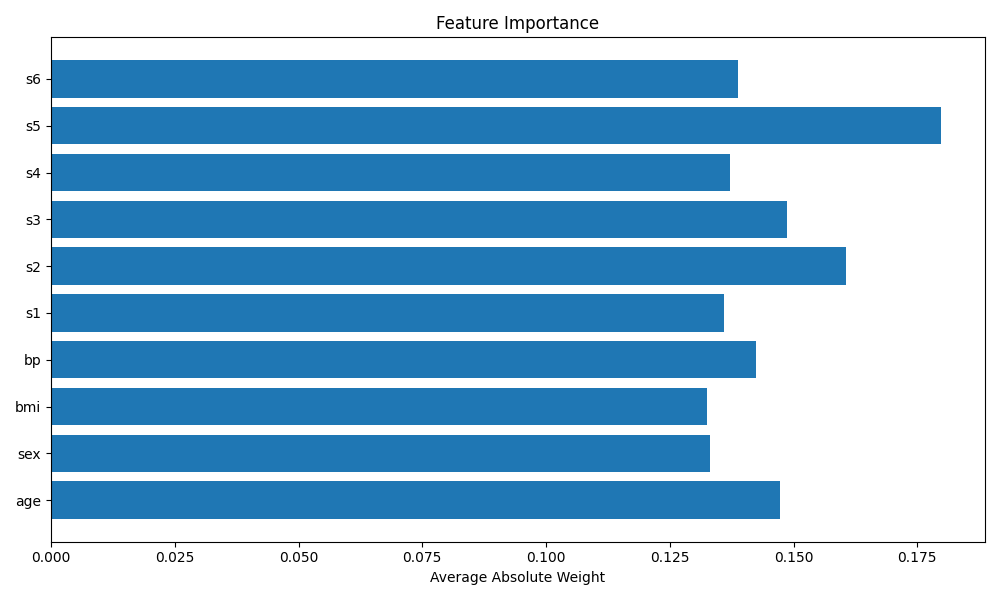 Feature Importance
s6
s5
s4
s3
s2
s1
bp
bmi
sex
age
0.000 0.025 0.050 0.075 0.100 0.125 0.150 0.175
Average Absolute Weight